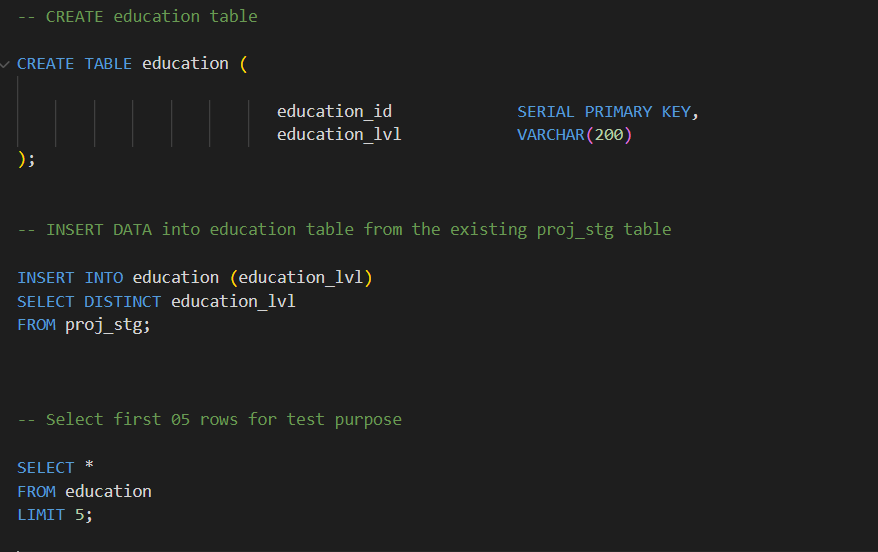 -- CREATE education table
CREATE TABLE education (
education_id SERIAL PRIMARY KEY,
education_lvl VARCHAR(200)
);
-- INSERT DATA into education table from the existing proj_stg table
INSERT INTO education (education_lvl)
SELECT DISTINCT education_lvl
FROM proj_stg;
-- Select first 05 rows for test purpose
SELECT *
FROM education
LIMIT 5;